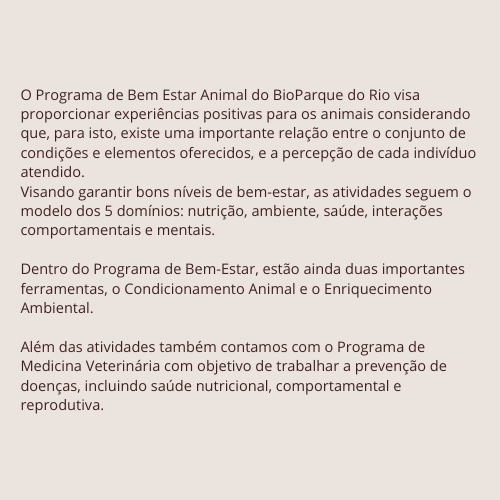 O Programa de Bem Estar Animal do BioParque do Rio visa
proporcionar experiências positivas para os animais considerando
que, para isto, existe uma importante relação entre o conjunto de
condições e elementos oferecidos, e a percepção de cada indivíduo
atendido.
Visando garantir bons níveis de bem-estar, as atividades seguem o
modelo dos 5 domínios: nutrição, ambiente, saúde, interações
comportamentais e mentais.
Dentro do Programa de Bem-Estar, estão ainda duas importantes
ferramentas, o Condicionamento Animal e o Enriquecimento
Ambiental.
Além das atividades também contamos com o Programa de
Medicina Veterinária com objetivo de trabalhar a prevenção de
doenças, incluindo saúde nutricional, comportamental e
reprodutiva.